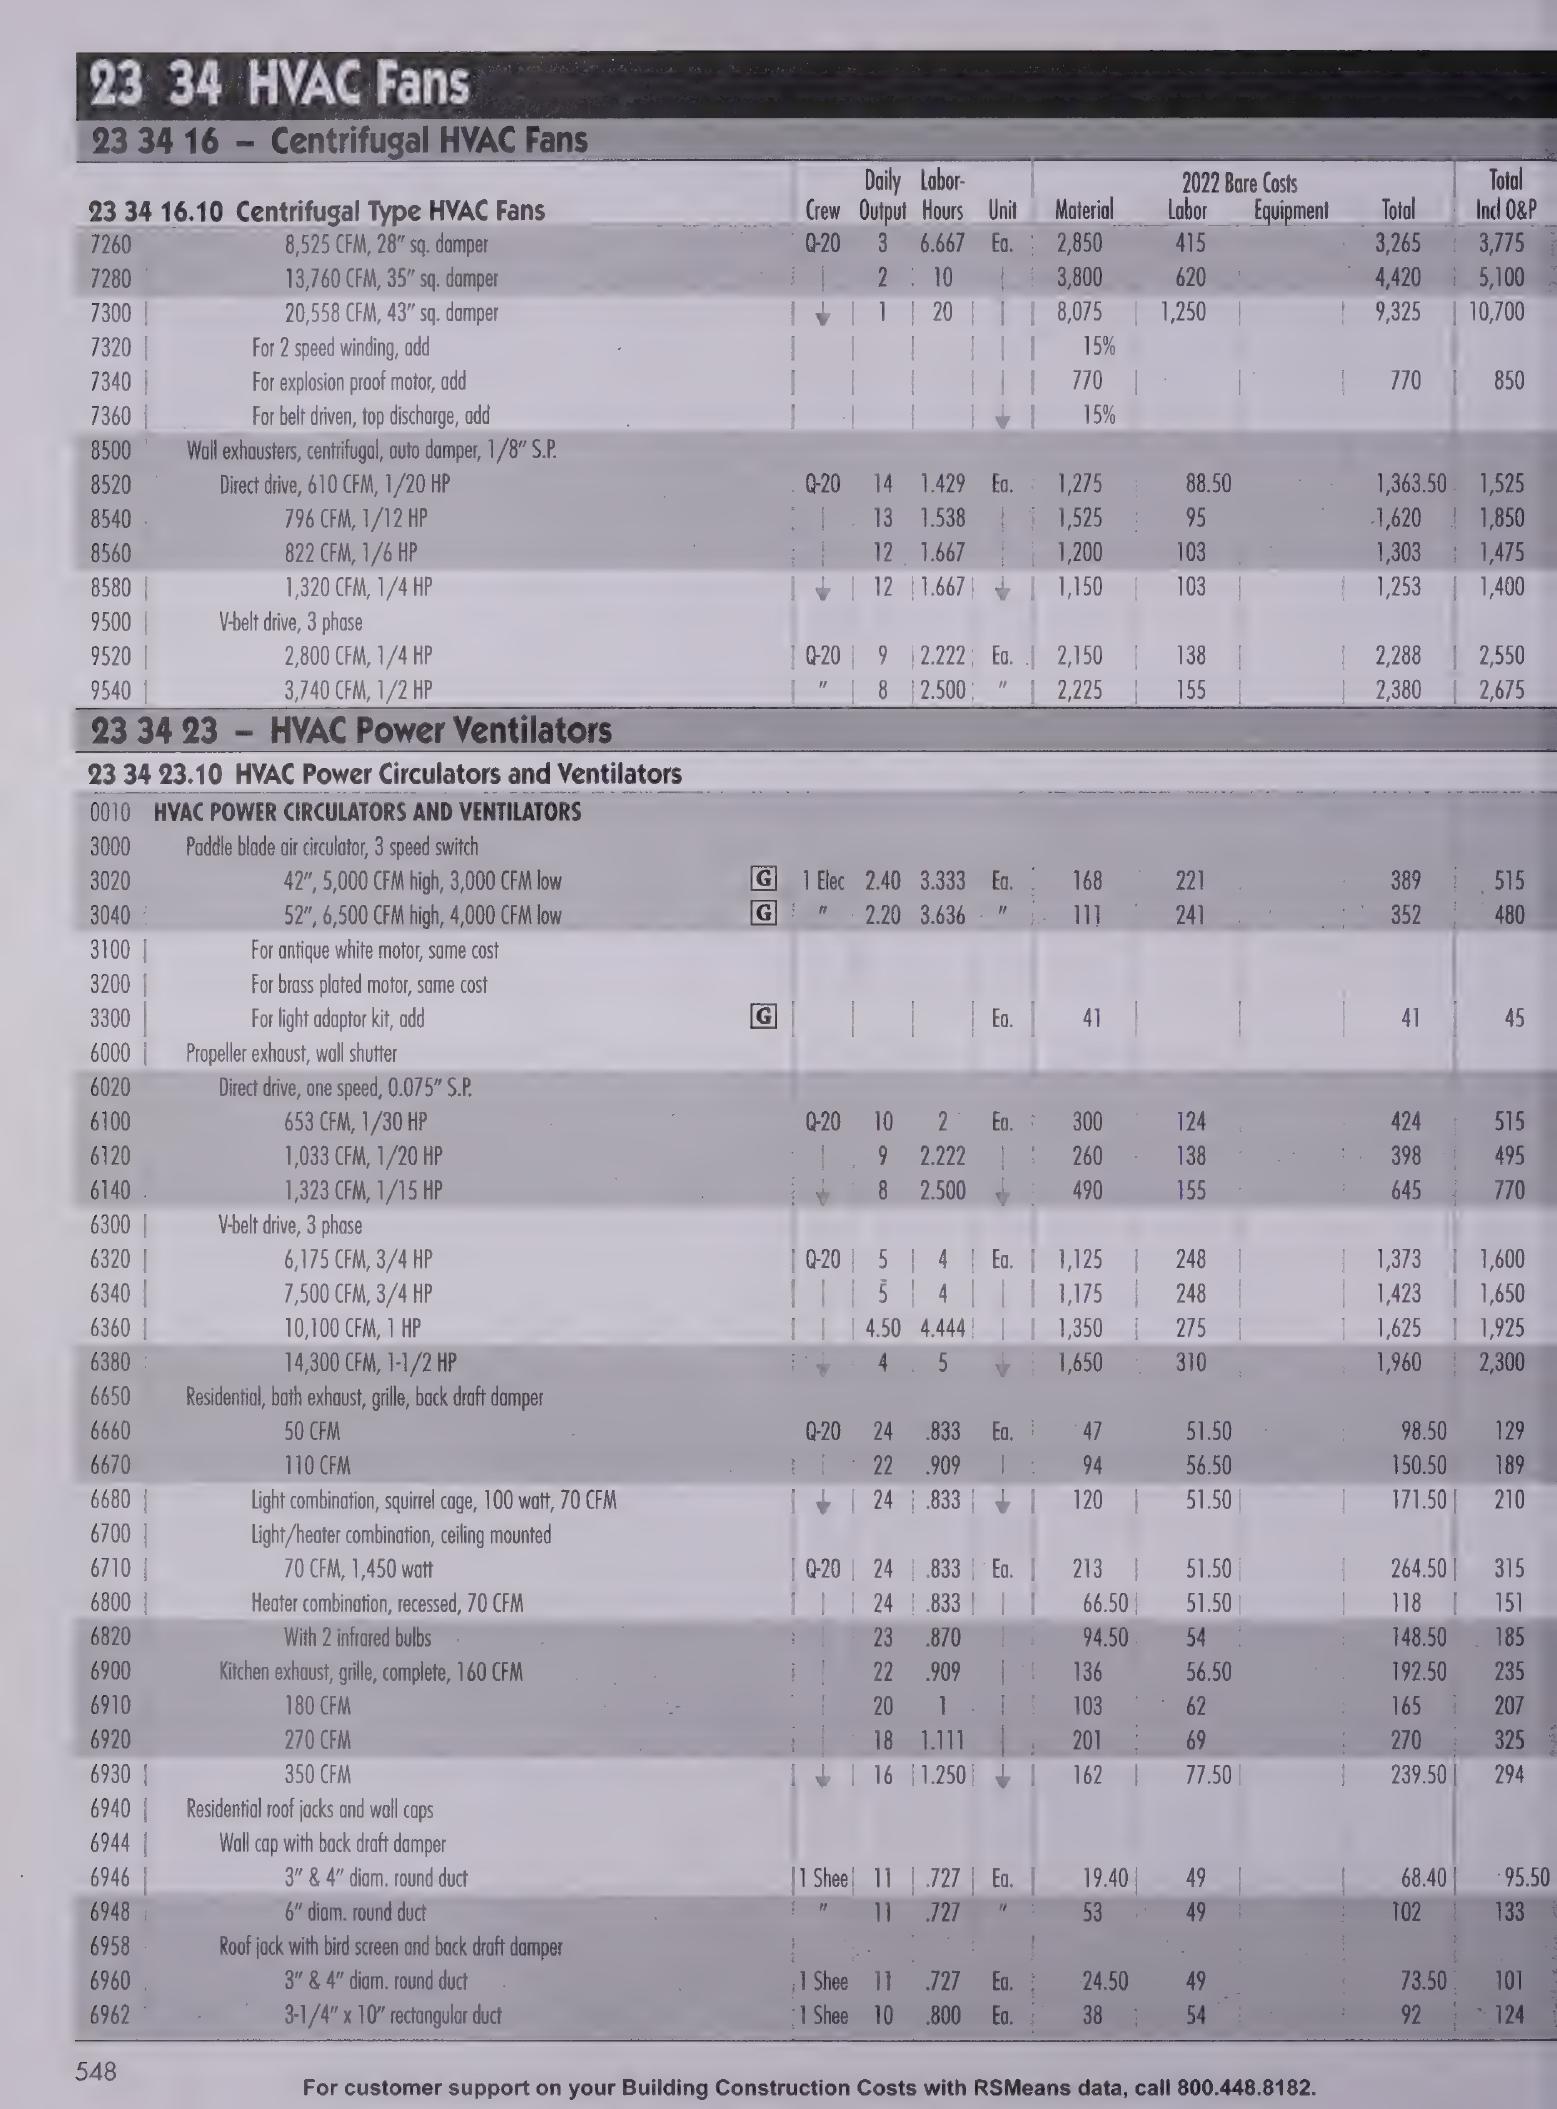 23 34 HVAC Fans
23 34 16 – Centrifugal HVAC Fans
Daily Labor- 2022 Bare Costs Total
23 34 16.10 Centrifugal Type HVAC Fans Crew Output Hours Unit Material Labor Equipment Total Incl O&P
7260 8,525 CFM, 28" sq. damper Q-20 3 6.667 Ea. 2,850 415 3,265 3,775
7280 13,760 CFM, 35" sq. damper 2 10 3,800 620 4,420 5,100
7300 20,558 CFM, 43" sq. damper 1 20 8,075 1,250 9,325 10,700
7320 For 2 speed winding, add 15%
7340 For explosion proof motor, add 770 770 850
7360 For belt driven, top discharge, add 15%
8500 Wall exhausters, centrifugal, auto damper, 1/8" S.P.
8520 Direct drive, 610 CFM, 1/20 HP Q-20 14 1.429 Ea. 1,275 88.50 1,363.50 1,525
8540 796 CFM, 1/12 HP 13 1.538 1,525 95 1,620 1,850
8560 822 CFM, 1/6 HP 12 1.667 1,200 103 1,303 1,475
8580 1,320 CFM, 1/4 HP 12 1.667 1,150 103 1,253 1,400
9500 V-belt drive, 3 phase
9520 2,800 CFM, 1/4 HP Q-20 9 2.222 Ea. 2,150 138 2,288 2,550
9540 3,740 CFM, 1/2 HP " 8 2.500 " 2,225 155 2,380 2,675
23 34 23 – HVAC Power Ventilators
23 34 23.10 HVAC Power Circulators and Ventilators
0010 HVAC POWER CIRCULATORS AND VENTILATORS
3000 Paddle blade air circulator, 3 speed switch
3020 42", 5,000 CFM high, 3,000 CFM low G 1 Elec 2.40 3.333 Ea. 168 221 389 515
3040 52", 6,500 CFM high, 4,000 CFM low G " 2.20 3.636 " 111 241 352 480
3100 For antique white motor, same cost
3200 For brass plated motor, same cost
3300 For light adaptor kit, add G Ea. 41 41 45
6000 Propeller exhaust, wall shutter
6020 Direct drive, one speed, 0.075" S.P.
6100 653 CFM, 1/30 HP Q-20 10 2 Ea. 300 124 424 515
6120 1,033 CFM, 1/20 HP 9 2.222 260 138 398 495
6140 1,323 CFM, 1/15 HP 8 2.500 490 155 645 770
6300 V-belt drive, 3 phase
6320 6,175 CFM, 3/4 HP Q-20 5 4 Ea. 1,125 248 1,373 1,600
6340 7,500 CFM, 3/4 HP 5 4 1,175 248 1,423 1,650
6360 10,100 CFM, 1 HP 4.50 4.444 1,350 275 1,625 1,925
6380 14,300 CFM, 1-1/2 HP 4 5 1,650 310 1,960 2,300
6650 Residential, bath exhaust, grille, back draft damper
6660 50 CFM Q-20 24 .833 Ea. 47 51.50 98.50 129
6670 110 CFM 22 .909 94 56.50 150.50 189
6680 Light combination, squirrel cage, 100 watt, 70 CFM 24 .833 120 51.50 171.50 210
6700 Light/heater combination, ceiling mounted
6710 70 CFM, 1,450 watt Q-20 24 .833 Ea. 213 51.50 264.50 315
6800 Heater combination, recessed, 70 CFM 24 .833 66.50 51.50 118 151
6820 With 2 infrared bulbs 23 .870 94.50 54 148.50 185
6900 Kitchen exhaust, grille, complete, 160 CFM 22 .909 136 56.50 192.50 235
6910 180 CFM 20 1 103 62 165 207
6920 270 CFM 18 1.111 201 69 270 325
6930 350 CFM 16 1.250 162 77.50 239.50 294
6940 Residential roof jacks and wall caps
6944 Wall cap with back draft damper
6946 3" & 4" diam. round duct 1 Shee 11 .727 Ea. 19.40 49 68.40 95.50
6948 6" diam. round duct " 11 .727 " 53 49 102 133
6958 Roof jack with bird screen and back draft damper
6960 3" & 4" diam. round duct 1 Shee 11 .727 Ea. 24.50 49 73.50 101
6962 3-1/4" x 10" rectangular duct 1 Shee 10 .800 Ea. 38 54 92 124
548
For customer support on your Building Construction Costs with RSMeans data, call 800.448.8182.